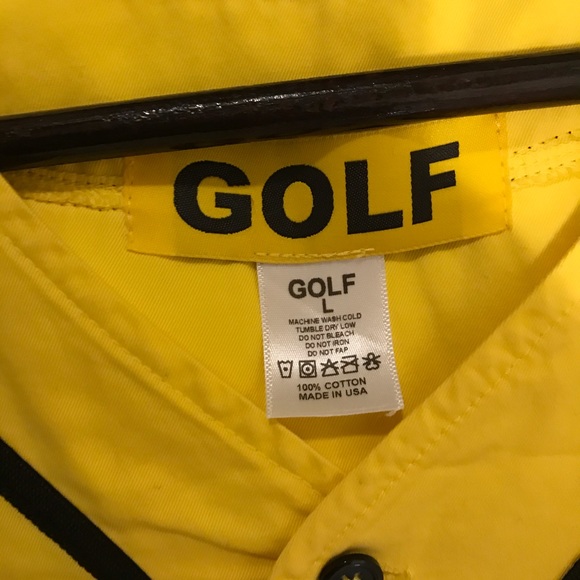 GOLF
GOLF
L
MACHINE WASH COLD
TUMBLE DRY LOW
DO NOT BLEACH
DO NOT IRON
DO NOT FAP
100% COTTON
MADE IN USA